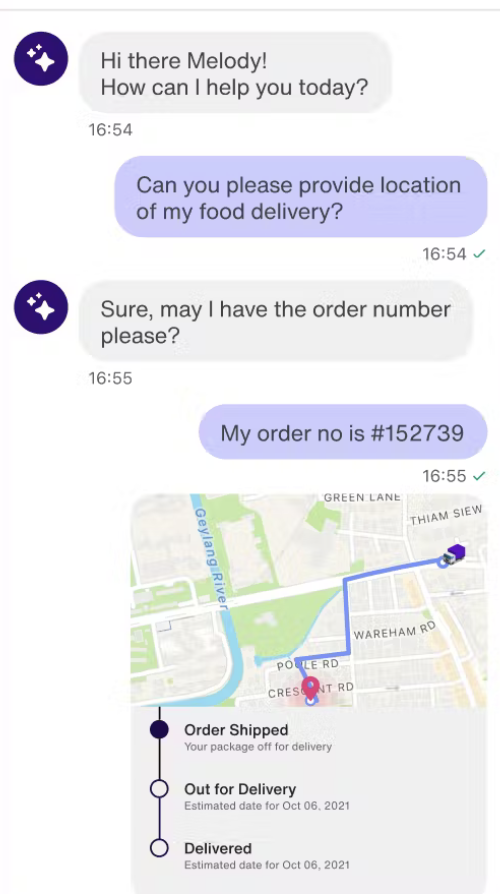 Hi there Melody!
How can I help you today?
16:54
Can you please provide location
of my food delivery?
16:54
Sure, may I have the order number
please?
16:55
My order no is #152739
16:55
GREEN LANE
THIAM SIEW
Geylang River
WAREHAM RD
POOLE RD
CRESCENT RD
Order Shipped
Your package off for delivery
Out for Delivery
Estimated date for Oct 06, 2021
Delivered
Estimated date for Oct 06, 2021